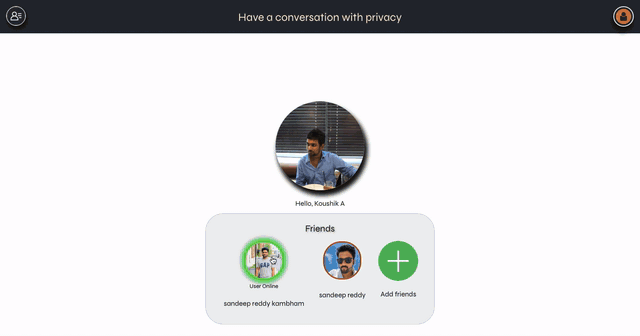 Have a conversation with privacy
Hello, Koushik A
Friends
User Online
sandeep reddy kambham
sandeep reddy
Add friends